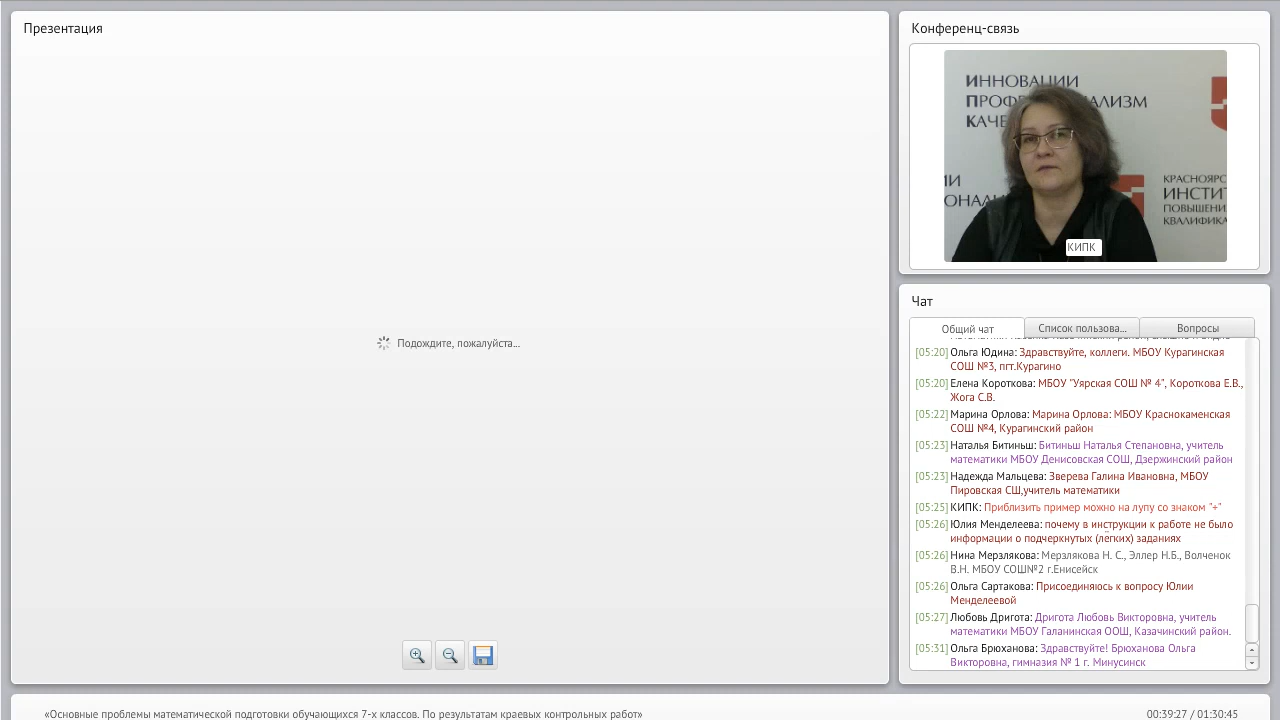 Презентация
Подождите, пожалуйста...
Конференц-связь
ИННОВАЦИИ
КАЧЕ
КРАСНОЯРС
ИНСТИ
ПОВЫШЕНИ
КВАЛИФИКА
КИПК
Чат
Общий чат
Список пользова...
Вопросы
[05:20] Ольга Юдина: Здравствуйте, коллеги. МБОУ Курагинская
СОШ №3, пгт.Курагино
[05:20] Елена Короткова: МБОУ "Уярская СОШ № 4", Короткова Е.В.,
Жога С.В.
[05:22] Марина Орлова: Марина Орлова: МБОУ Краснокаменская
СОШ №4, Курагинский район
[05:23] Наталья Битиньш: Битиньш Наталья Степановна, учитель
математики МБОУ Денисовская СОШ, Дзержинский район
[05:23] Надежда Мальцева: Зверева Галина Ивановна, МБОУ
Пировская СШ,учитель математики
[05:25] КИПК: Приблизить пример можно на лупу со знаком "+"
[05:26] Юлия Менделеева: почему в инструкции к работе не было
информации о подчеркнутых (лёгких) заданиях
[05:26] Нина Мерзлякова: Мерзлякова Н. С., Эллер Н.Б., Волченок
В.Н. МБОУ СОШ№2 г.Енисейск
[05:26] Ольга Сартакова: Присоединяюсь к вопросу Юлии
Менделеевой
[05:27] Любовь Дригота: Дригота Любовь Викторовна, учитель
математики МБОУ Галанинская ООШ, Казачинский район.
[05:31] Ольга Брюханова: Здравствуйте! Брюханова Ольга
Викторовна, гимназия № 1 г. Минусинск
«Основные проблемы математической подготовки обучающихся 7-х классов. По результатам краевых контрольных работ»
00:39:27 / 01:30:45